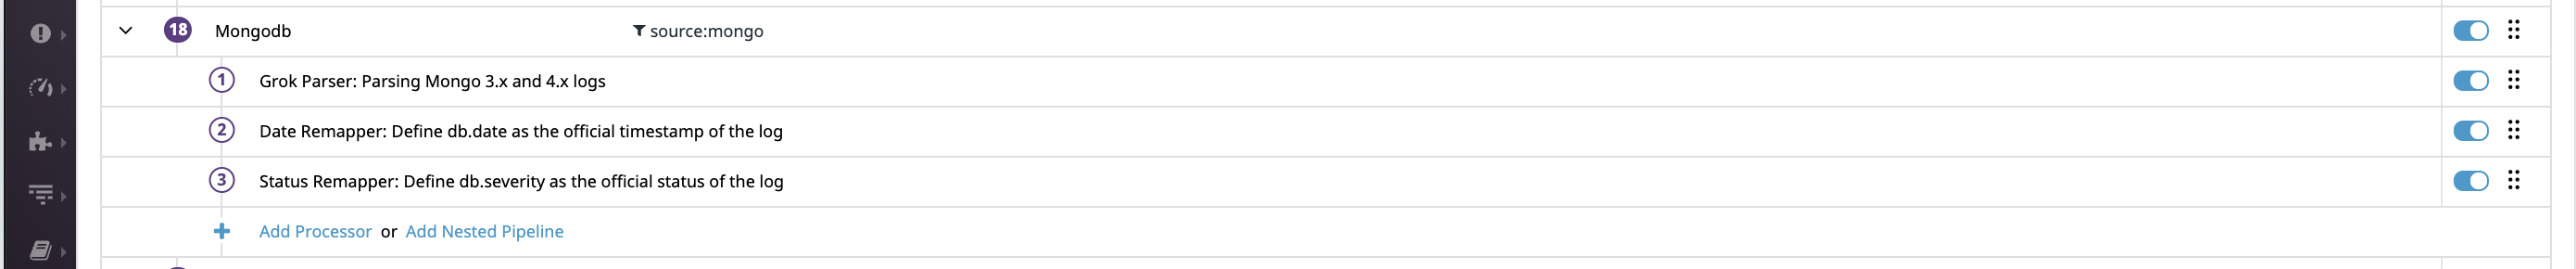 18 Mongodb source:mongo
1 Grok Parser: Parsing Mongo 3.x and 4.x logs
2 Date Remapper: Define db.date as the official timestamp of the log
3 Status Remapper: Define db.severity as the official status of the log
Add Processor or Add Nested Pipeline